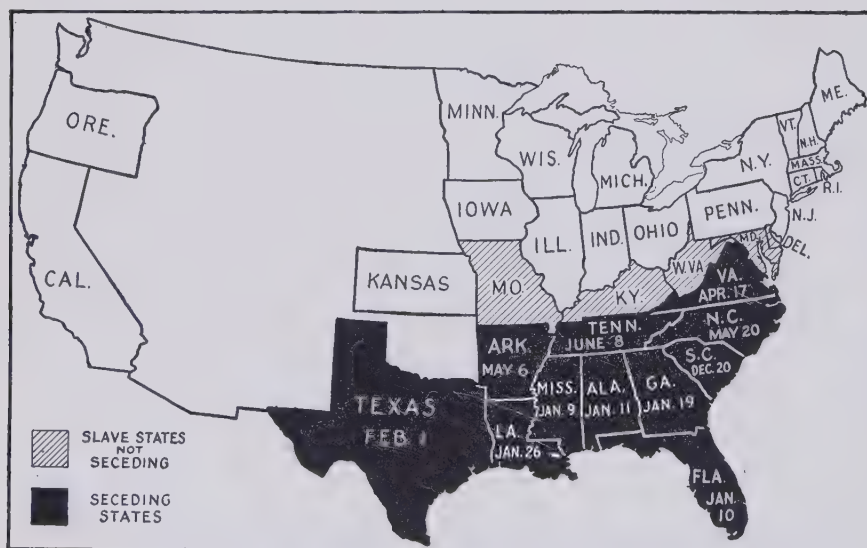 ORE.
CAL.
MINN.
WIS.
MICH.
IOWA
ILL.
IND.
OHIO
KANSAS
MO.
KY.
W.VA
PENN.
N.Y.
VT.
N.H.
ME.
MASS.
CT.
R.I.
N.J.
MD.
DEL.
VA.
APR. 17
N.C.
MAY 20
TENN.
JUNE 8
S.C.
DEC. 20
ARK
MAY 6
MISS.
JAN. 9
ALA.
JAN. 11
GA.
JAN. 19
TEXAS
FEB. 1
LA.
JAN. 26
FLA.
JAN.
10
SLAVE STATES
NOT
SECEDING
SECEDING
STATES